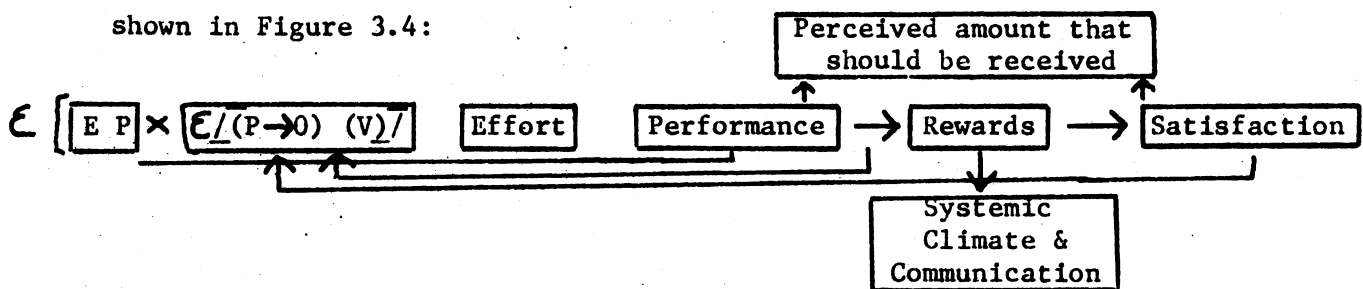 shown in Figure 3.4:
Perceived amount that
should be received
Ɛ [ E P × Ɛ/(P→O) (V)/ Effort Performance → Rewards → Satisfaction
Systemic
Climate &
Communication